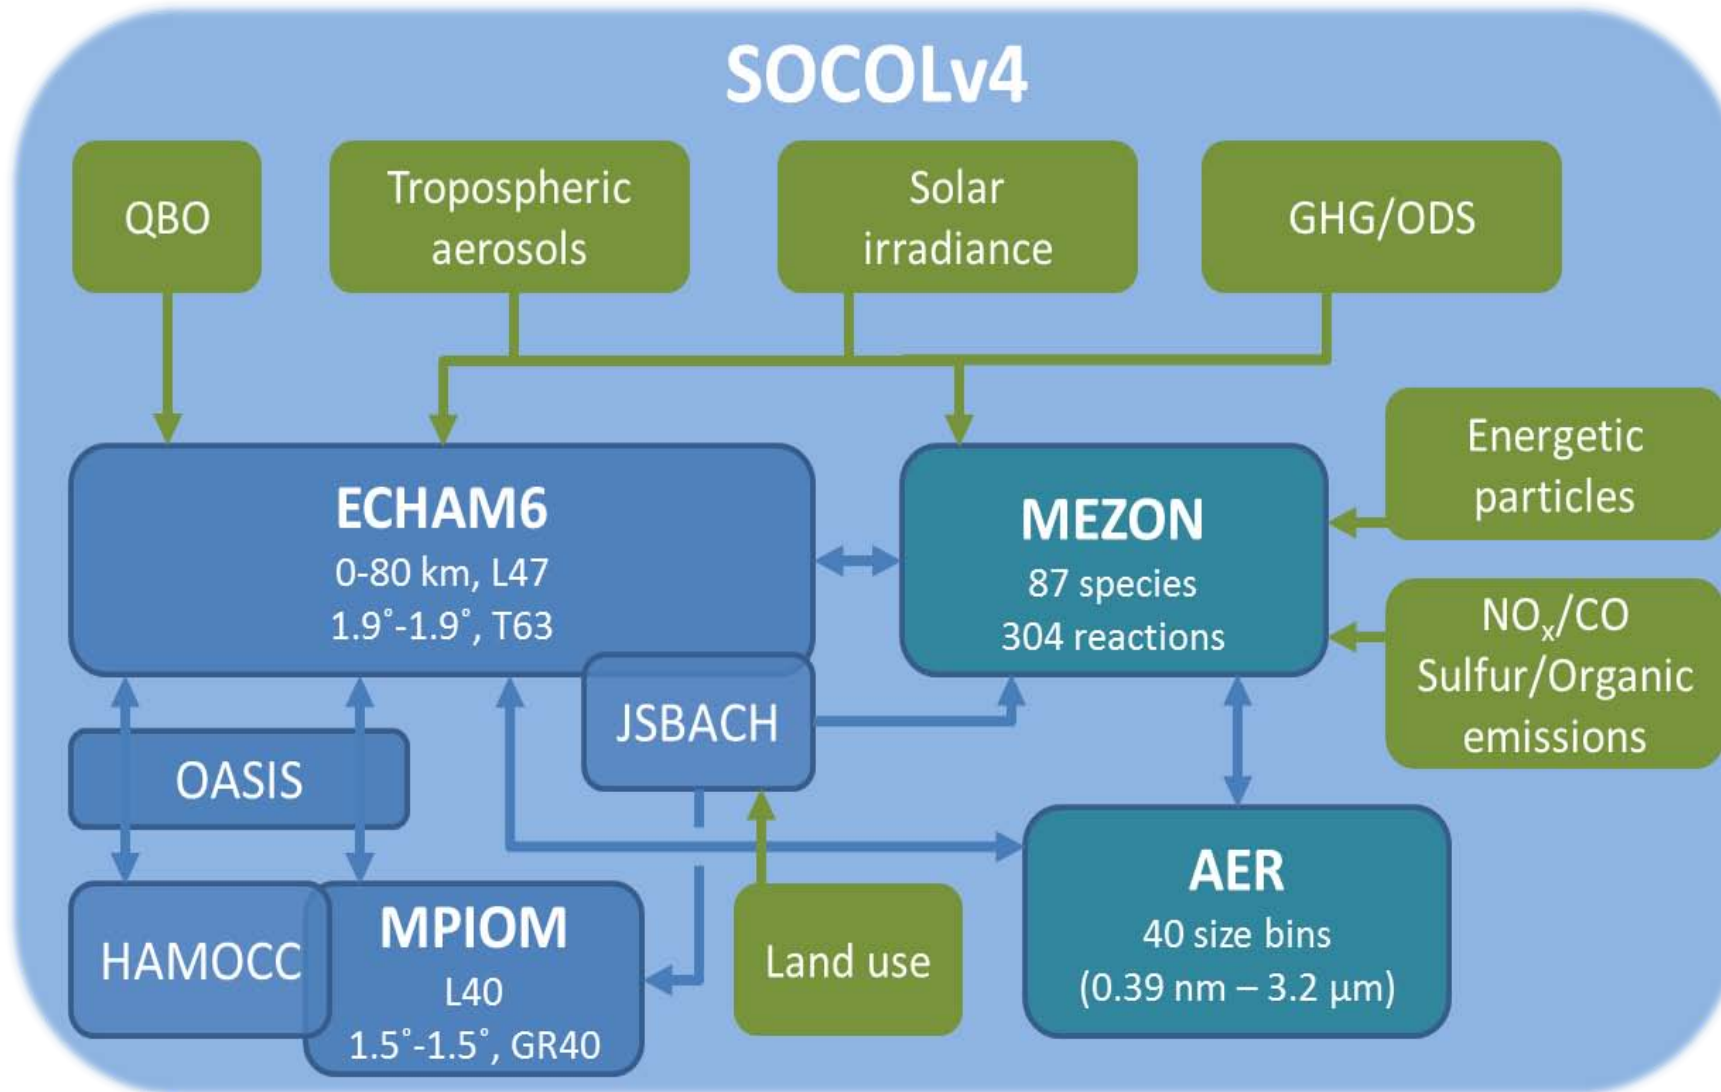 SOCOLv4
QBO
Tropospheric
aerosols
Solar
irradiance
GHG/ODS
Energetic
particles
ECHAM6
0-80 km, L47
1.9˚-1.9˚, T63
MEZON
87 species
304 reactions
NOₓ/CO
Sulfur/Organic
emissions
JSBACH
OASIS
HAMOCC
MPIOM
L40
1.5˚-1.5˚, GR40
Land use
AER
40 size bins
(0.39 nm – 3.2 µm)